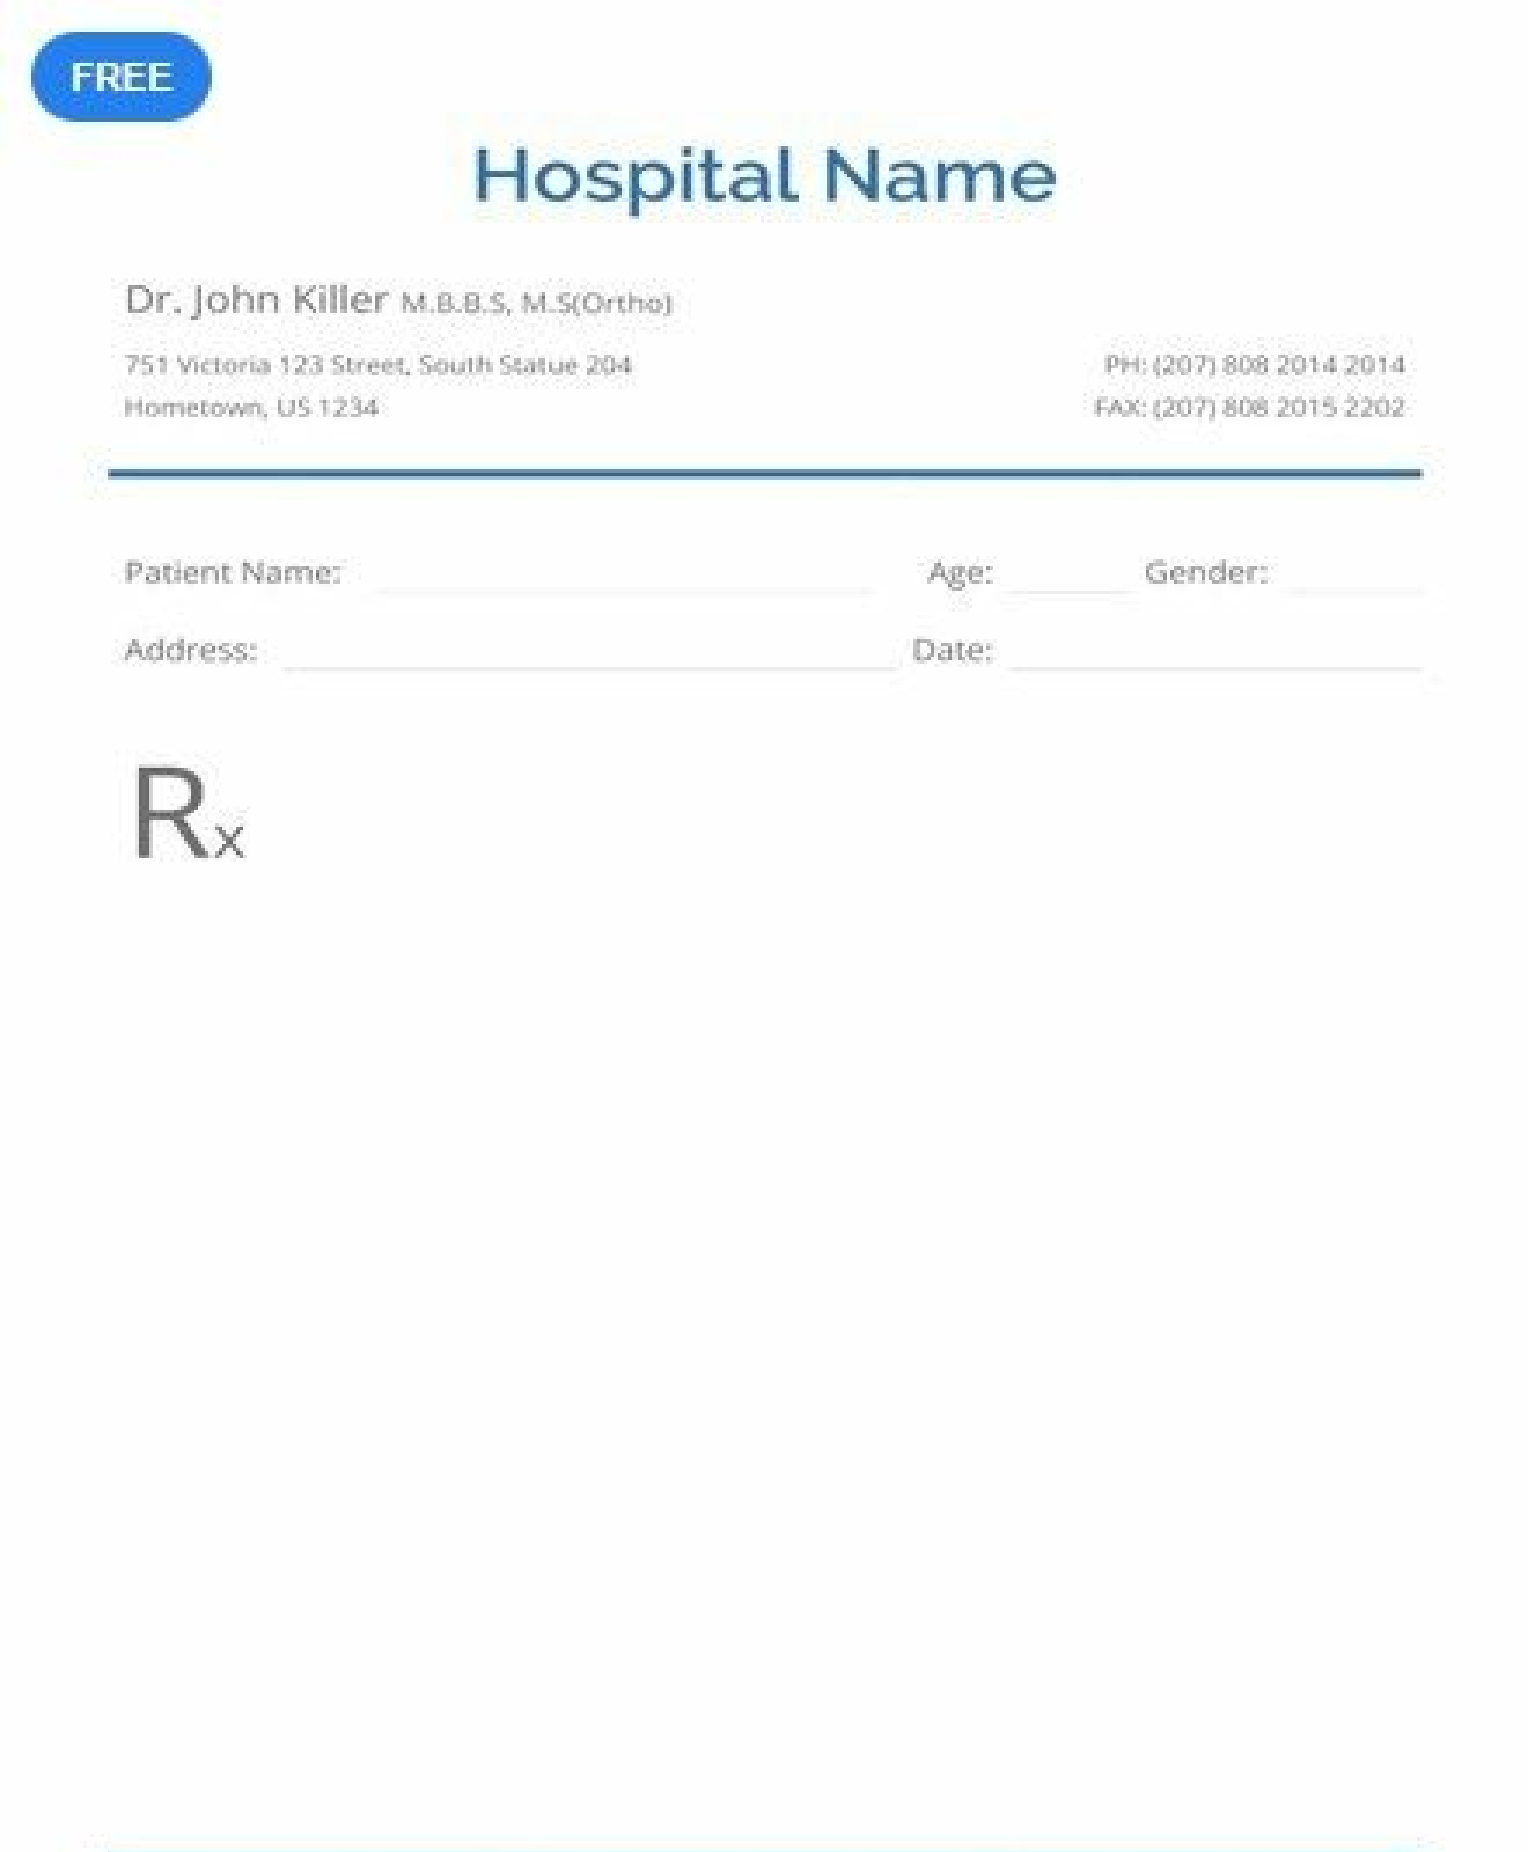 FREE
Hospital Name
Dr. John Killer M.B.B.S, M.S(Ortho)
751 Victoria 123 Street, South Statue 204
PH: (207) 808 2014 2014
Hometown, US 1234
FAX: (207) 808 2015 2202
Patient Name: Age: Gender:
Address: Date:
Rx